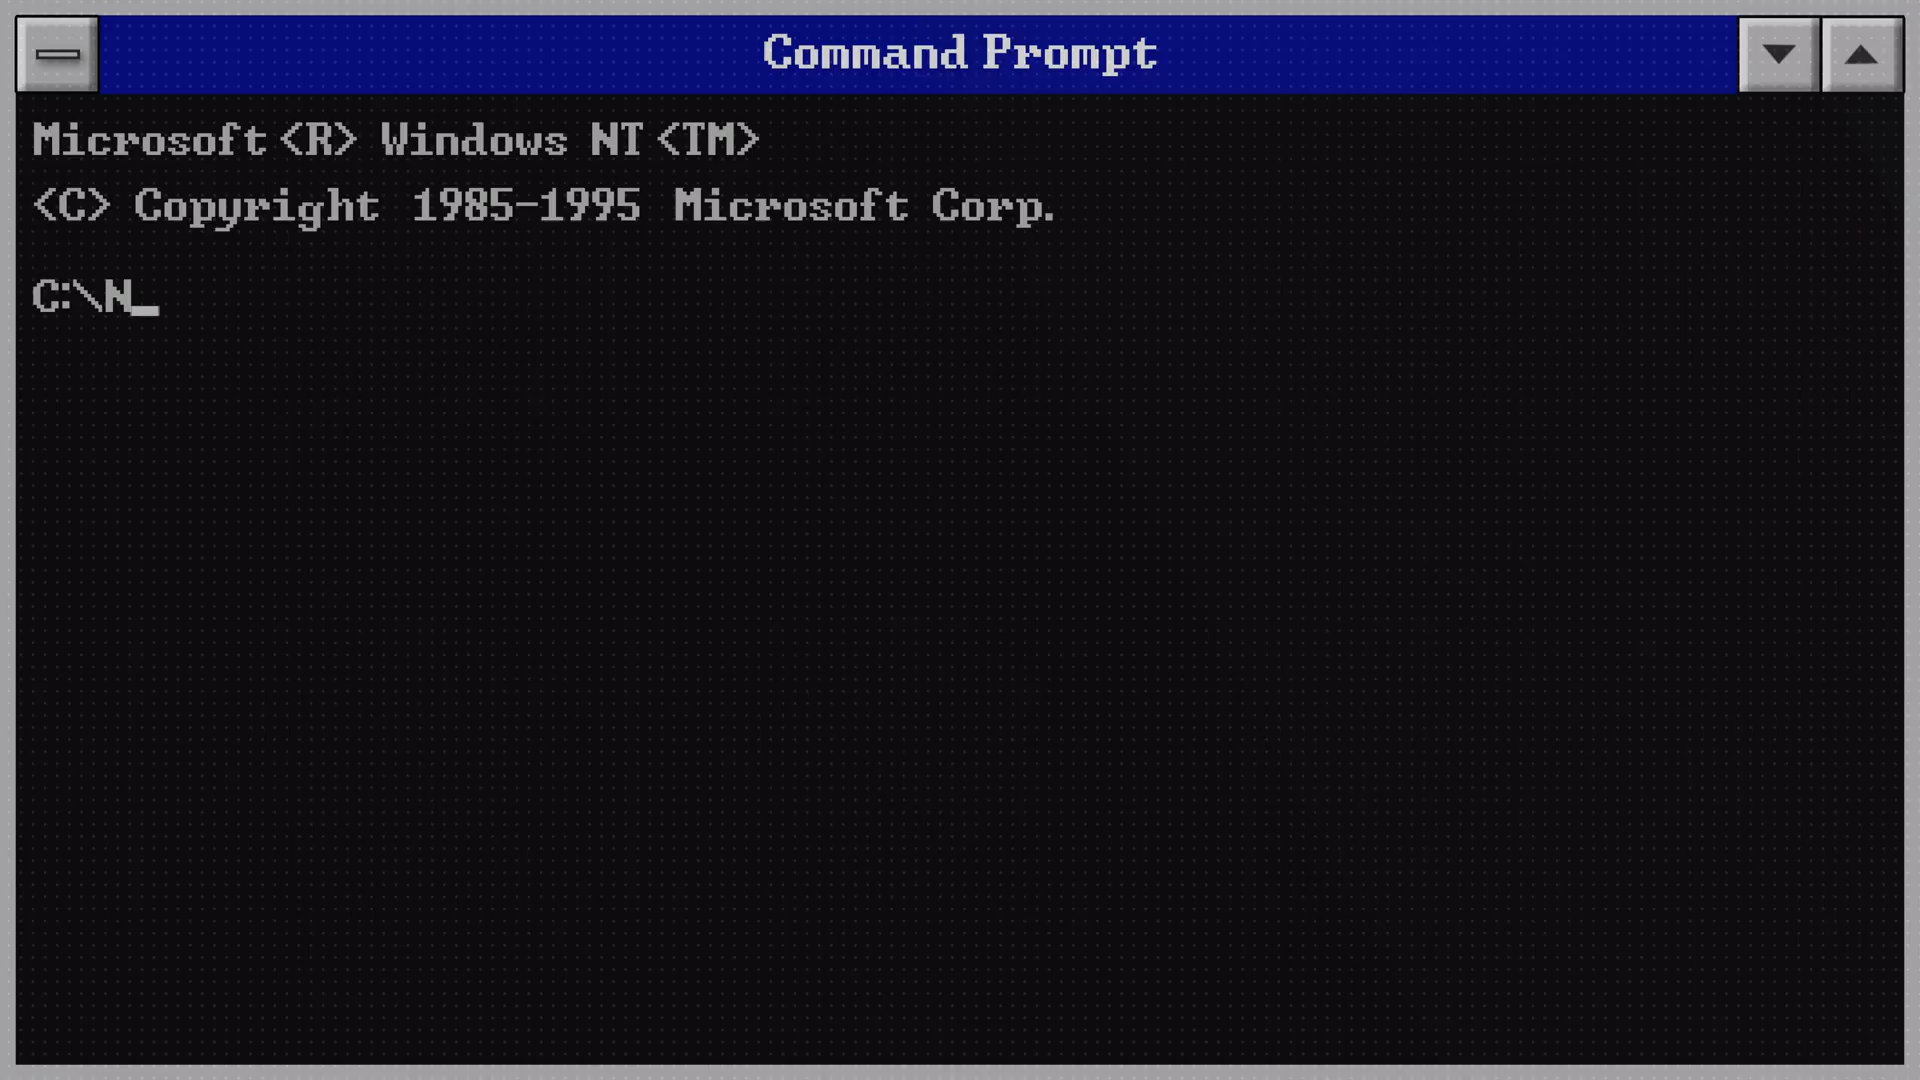 Command Prompt
Microsoft <R> Windows NT <TM>
<C> Copyright 1985-1995 Microsoft Corp.
C:\N_